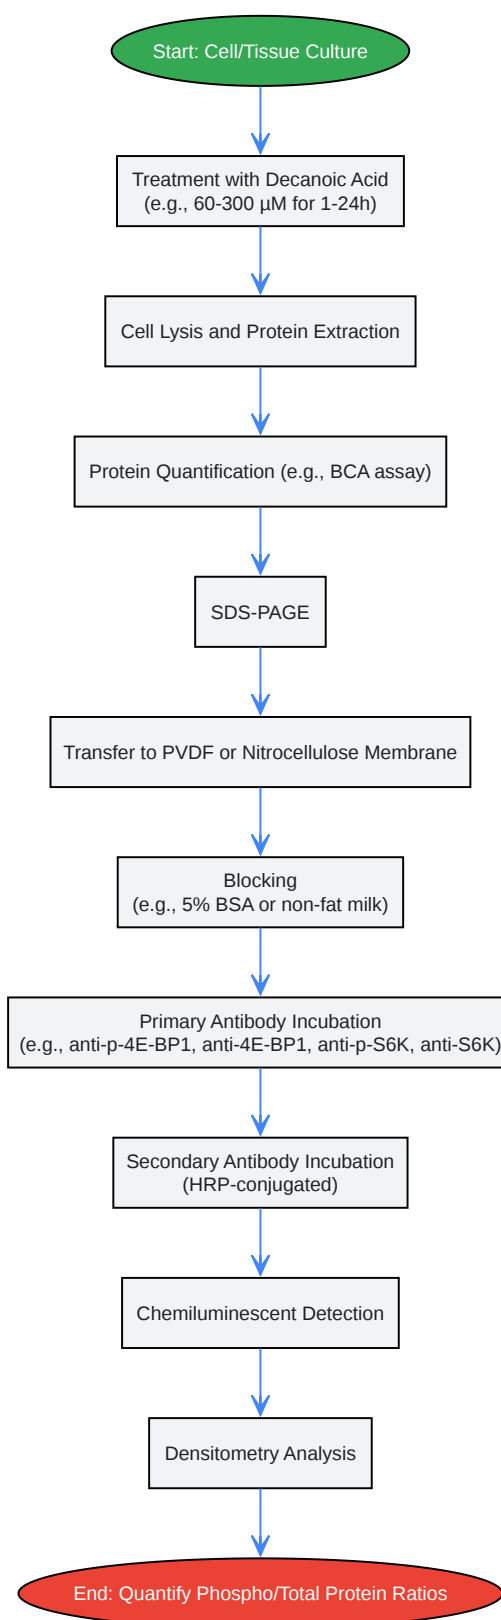 Start: Cell/Tissue Culture
Treatment with Decanoic Acid
(e.g., 60-300 µM for 1-24h)
Cell Lysis and Protein Extraction
Protein Quantification (e.g., BCA assay)
SDS-PAGE
Transfer to PVDF or Nitrocellulose Membrane
Blocking
(e.g., 5% BSA or non-fat milk)
Primary Antibody Incubation
(e.g., anti-p-4E-BP1, anti-4E-BP1, anti-p-S6K, anti-S6K)
Secondary Antibody Incubation
(HRP-conjugated)
Chemiluminescent Detection
Densitometry Analysis
End: Quantify Phospho/Total Protein Ratios